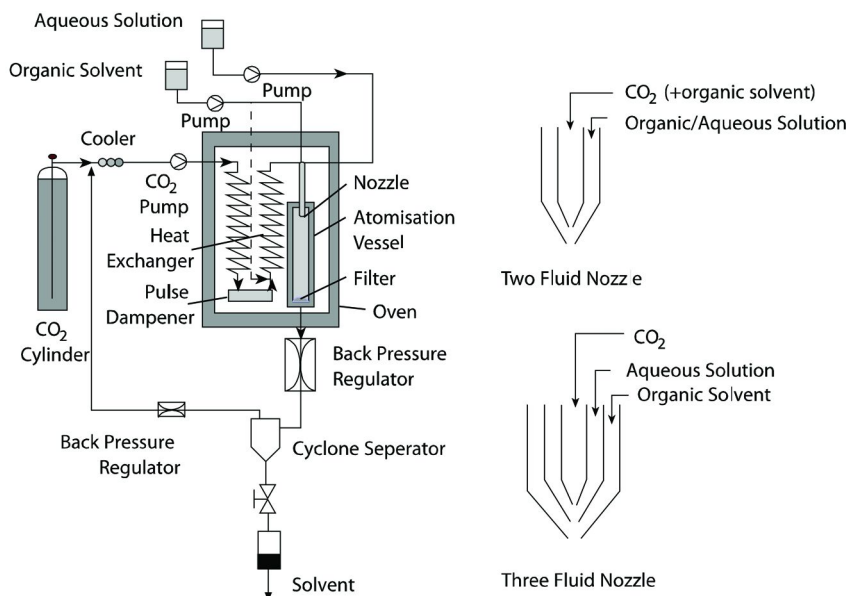 Aqueous Solution
Organic Solvent
Pump
Pump
Cooler
CO2
Pump
Heat
Exchanger
Pulse
Dampener
Nozzle
Atomisation
Vessel
Filter
Oven
CO2
Cylinder
Back Pressure
Regulator
Back Pressure
Regulator
Cyclone Seperator
Solvent
CO2 (+organic solvent)
Organic/Aqueous Solution
Two Fluid Nozz e
CO2
Aqueous Solution
Organic Solvent
Three Fluid Nozzle